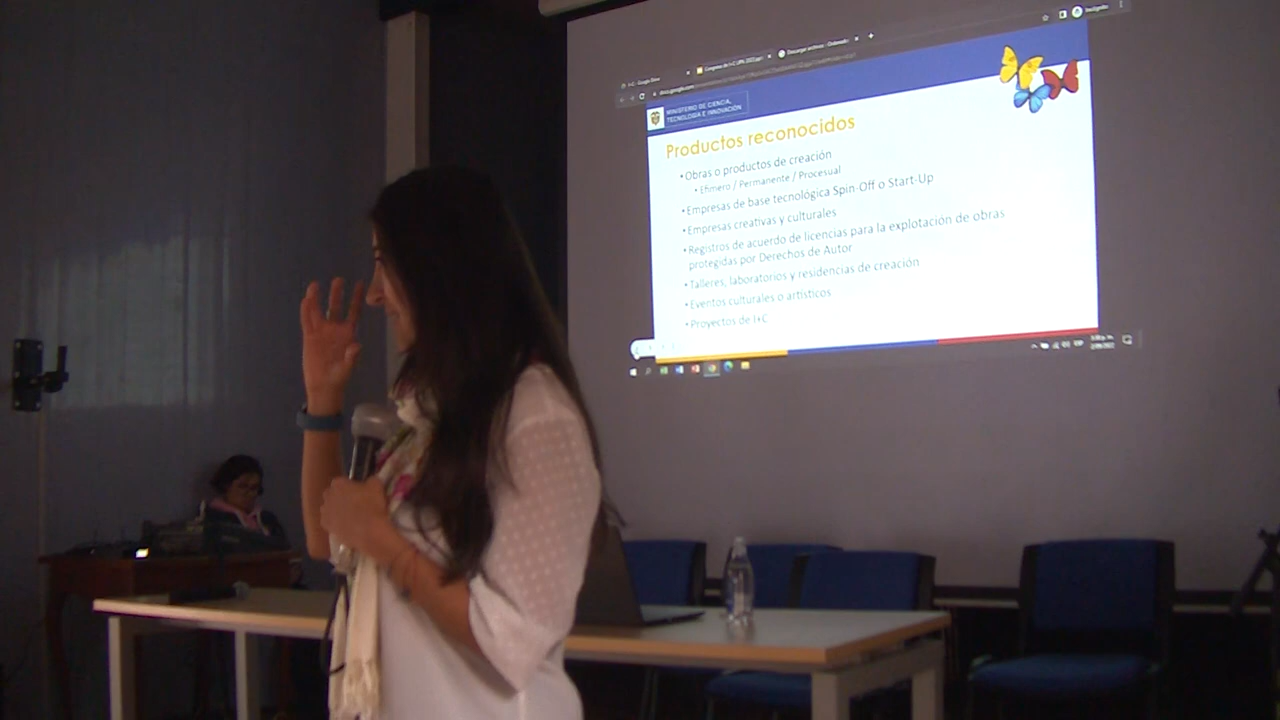 MINISTERIO DE CIENCIA,
TECNOLOGÍA E INNOVACIÓN
Productos reconocidos
•Obras o productos de creación
•Efímero / Permanente / Procesual
•Empresas de base tecnológica Spin-Off o Start-Up
•Empresas creativas y culturales
•Registros de acuerdo de licencias para la explotación de obras
protegidas por Derechos de Autor
•Talleres, laboratorios y residencias de creación
•Eventos culturales o artísticos
•Proyectos de I+C